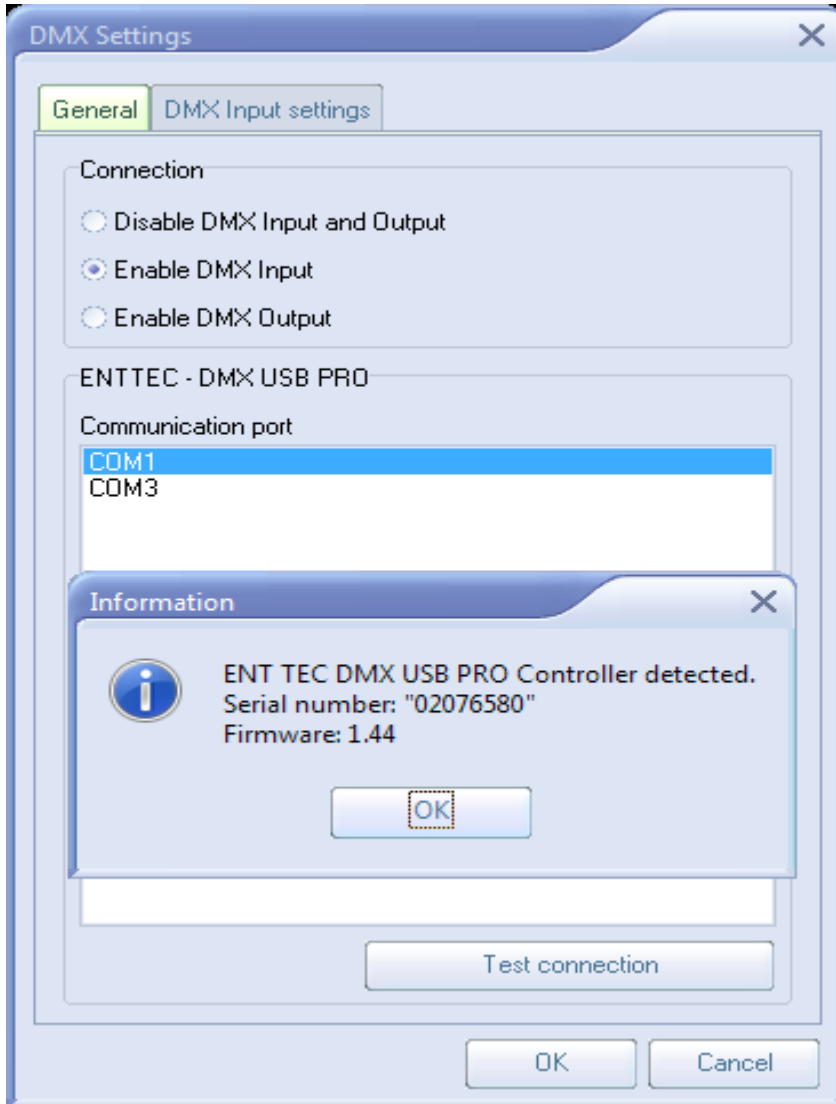 DMX Settings
General
DMX Input settings
Connection
Disable DMX Input and Output
Enable DMX Input
Enable DMX Output
ENTTEC - DMX USB PRO
Communication port
COM1
COM3
Information
ENT TEC DMX USB PRO Controller detected.
Serial number: "02076580"
Firmware: 1.44
OK
Test connection
OK
Cancel